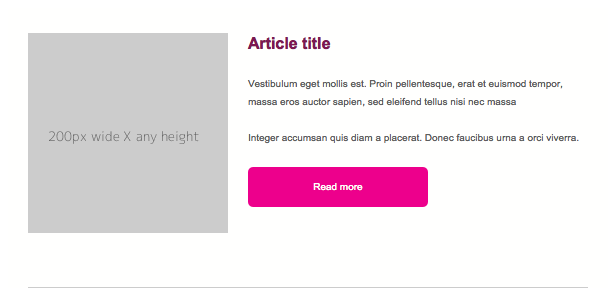 Article title
200px wide X any height
Vestibulum eget mollis est. Proin pellentesque, erat et euismod tempor,
massa eros auctor sapien, sed eleifend tellus nisi nec massa
Integer accumsan quis diam a placerat. Donec faucibus urna a orci viverra.
Read more